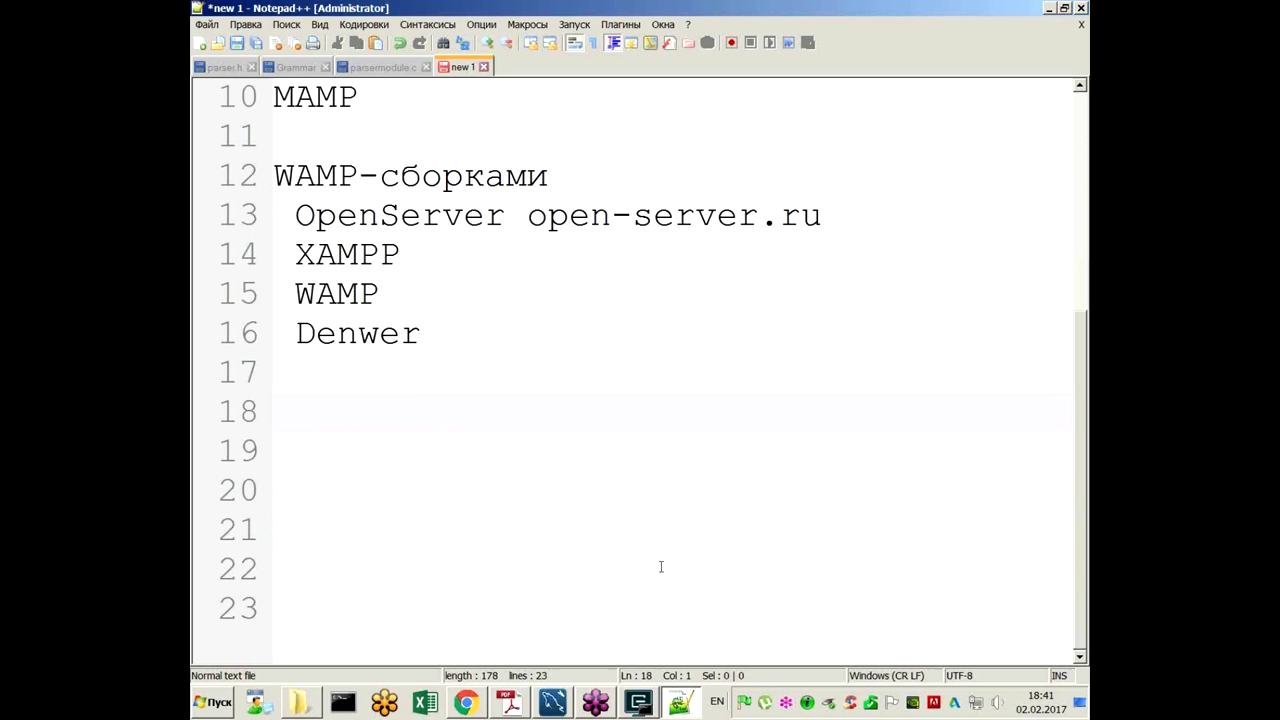 *new 1 - Notepad++ [Administrator]
Файл Правка Поиск Вид Кодировки Синтаксисы Опции Макросы Запуск Плагины Окна ? X
parser.h Grammar parsermodule.c new 1
10 MAMP
11
12 WAMP-сборками
13 OpenServer open-server.ru
14 XAMPP
15 WAMP
16 Denwer
17
18
19
20
21
22
23
Normal text file length : 178 lines : 23 Ln : 18 Col : 1 Sel : 0 | 0 Windows (CR LF) UTF-8 INS
Пуск EN 18:41
02.02.2017